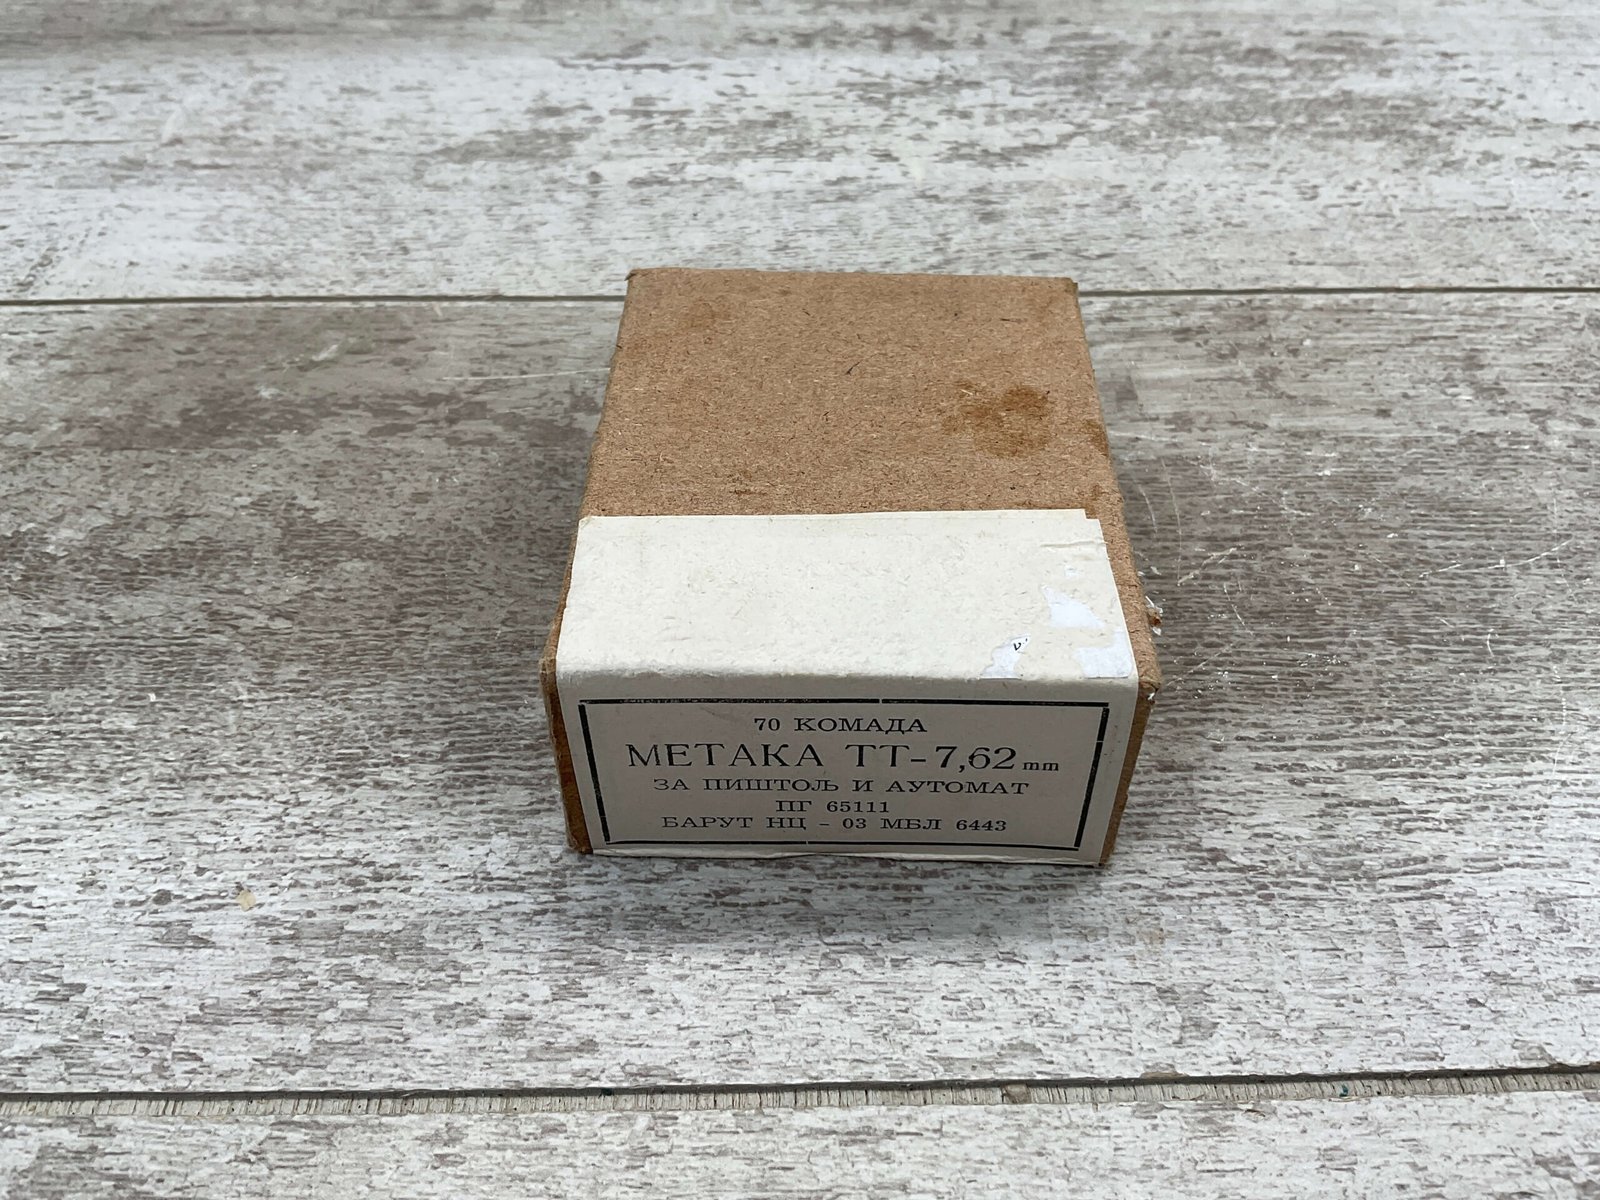 70 КОМАДА
МЕТАКА ТТ-7,62 mm
ЗА ПИШТОЉ И АУТОМАТ
ПГ 65111
БАРУТ НЦ - 03 МБЛ 6443